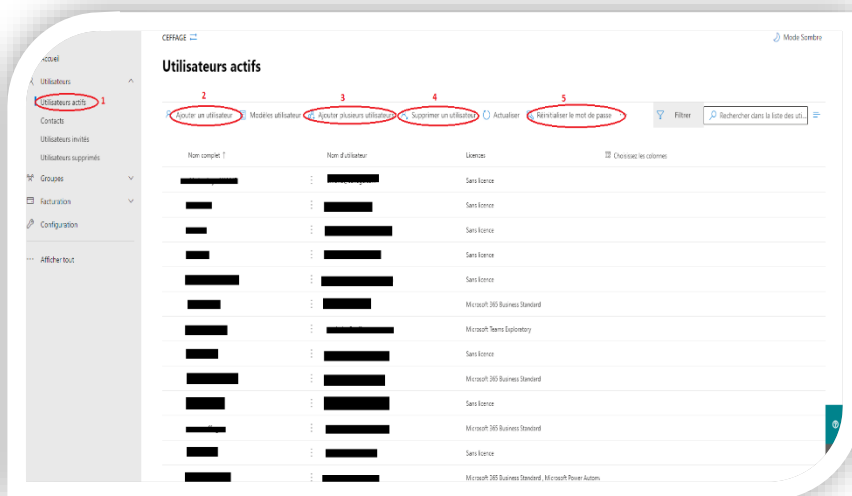 CEFFAGE
Mode Sombre
Accueil
Utilisateurs
Utilisateurs actifs 1
Contacts
Utilisateurs invités
Utilisateurs supprimés
Groupes
Facturation
Configuration
Afficher tout
Utilisateurs actifs
2 3 4 5
Ajouter un utilisateur Modèles utilisateur Ajouter plusieurs utilisateurs Supprimer un utilisateur Actualiser Réinitialiser le mot de passe Filtrer Rechercher dans la liste des uti...
Nom complet ↑ Nom d'utilisateur Licences Choisissez les colonnes
Sans licence
Sans licence
Sans licence
Sans licence
Sans licence
Microsoft 365 Business Standard
Microsoft Teams Exploratory
Sans licence
Microsoft 365 Business Standard
Sans licence
Microsoft 365 Business Standard
Sans licence
Microsoft 365 Business Standard , Microsoft Power Autom